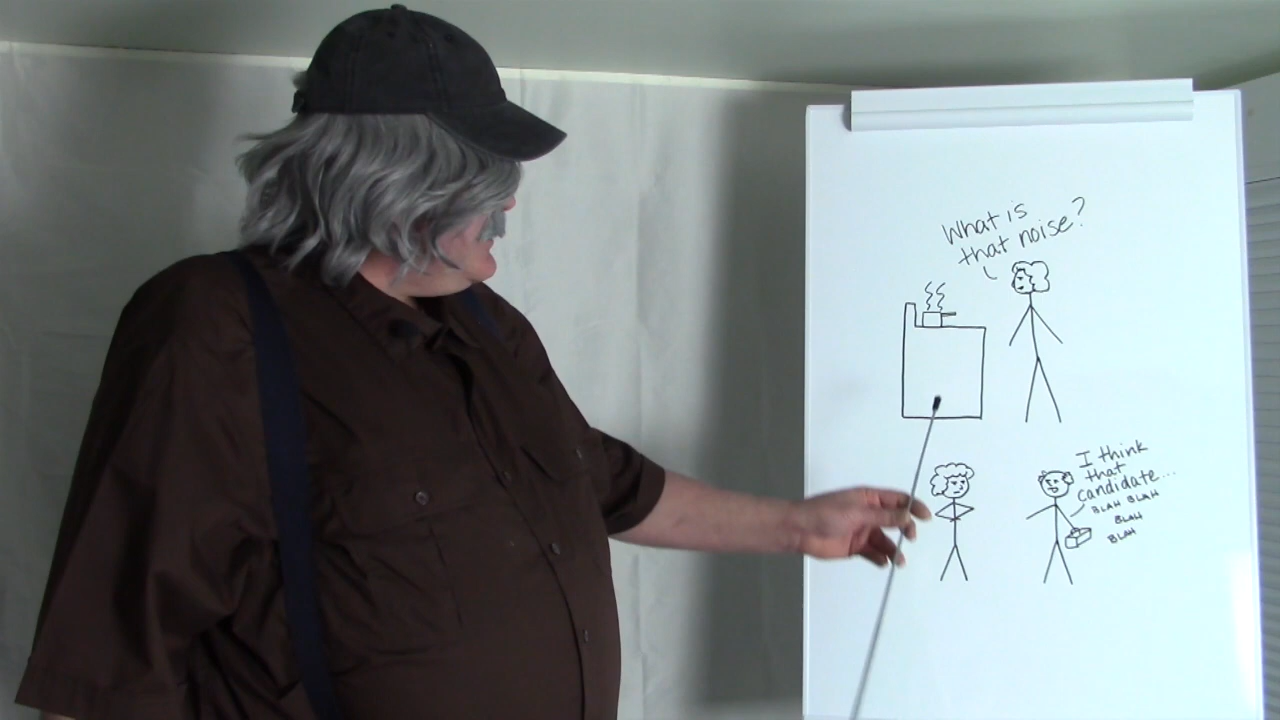 What is
that noise?
I think
that
candidate...
BLAH BLAH
BLAH
BLAH